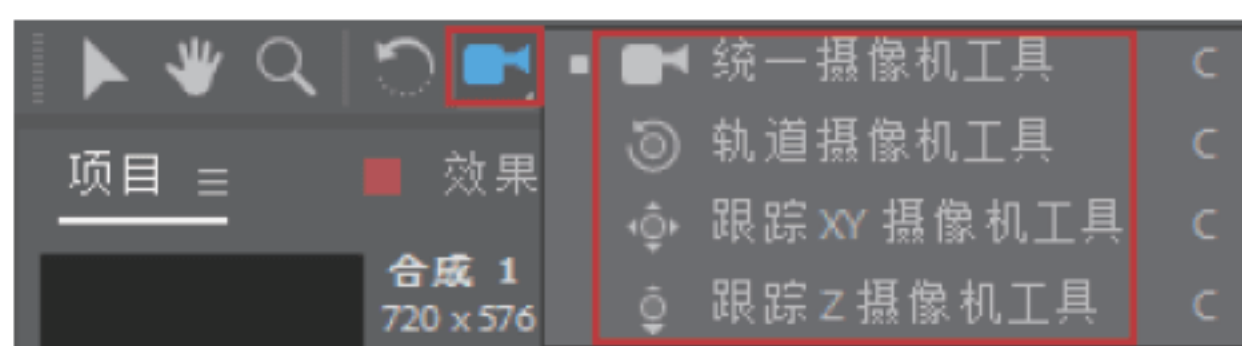 统一摄像机工具 C
轨道摄像机工具 C
项目 效果
跟踪 XY 摄像机工具 C
合成 1
跟踪 Z 摄像机工具 C
720 x 576